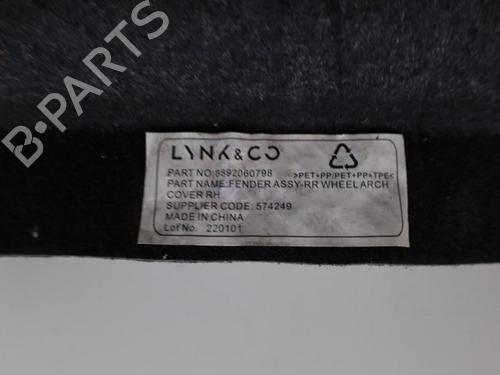 B-PARTS
LYNK & CO
PART NO:8892060798 >PET+PP/PET+PP+TPE<
PART NAME:FENDER ASSY-RR WHEEL ARCH
COVER RH
SUPPLIER CODE: 574249
MADE IN CHINA
Lot No. 220101